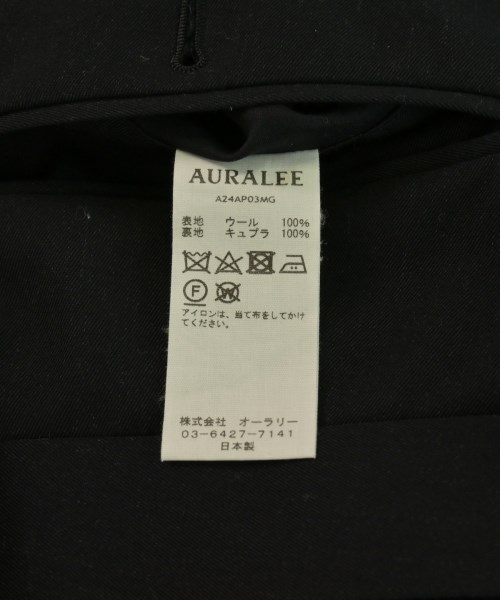 AURALEE
A24AP03MG
表地 ウール 100%
裏地 キュプラ 100%
F W
アイロンは、当て布をしてかけ
てください。
株式会社 オーラリー
03-6427-7141
日本製